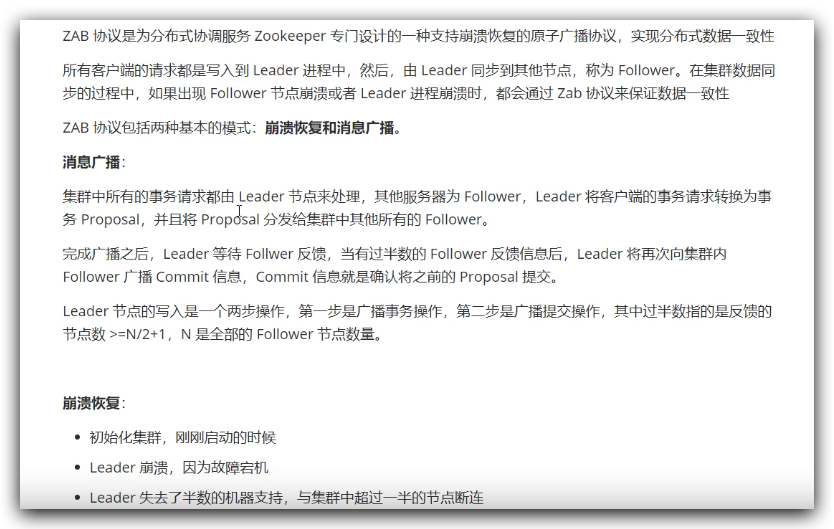 ZAB 协议是为分布式协调服务 Zookeeper 专门设计的一种支持崩溃恢复的原子广播协议，实现分布式数据一致性
所有客户端的请求都是写入到 Leader 进程中，然后，由 Leader 同步到其他节点，称为 Follower。在集群数据同
步的过程中，如果出现 Follower 节点崩溃或者 Leader 进程崩溃时，都会通过 Zab 协议来保证数据一致性
ZAB 协议包括两种基本的模式：崩溃恢复和消息广播。
消息广播：
集群中所有的事务请求都由 Leader 节点来处理，其他服务器为 Follower，Leader 将客户端的事务请求转换为事
务 Proposal，并且将 Proposal 分发给集群中其他所有的 Follower。
完成广播之后，Leader 等待 Follwer 反馈，当有过半数的 Follower 反馈信息后，Leader 将再次向集群内
Follower 广播 Commit 信息，Commit 信息就是确认将之前的 Proposal 提交。
Leader 节点的写入是一个两步操作，第一步是广播事务操作，第二步是广播提交操作，其中过半数指的是反馈的
节点数 >=N/2+1，N 是全部的 Follower 节点数量。
崩溃恢复：
• 初始化集群，刚刚启动的时候
• Leader 崩溃，因为故障宕机
• Leader 失去了半数的机器支持，与集群中超过一半的节点断连